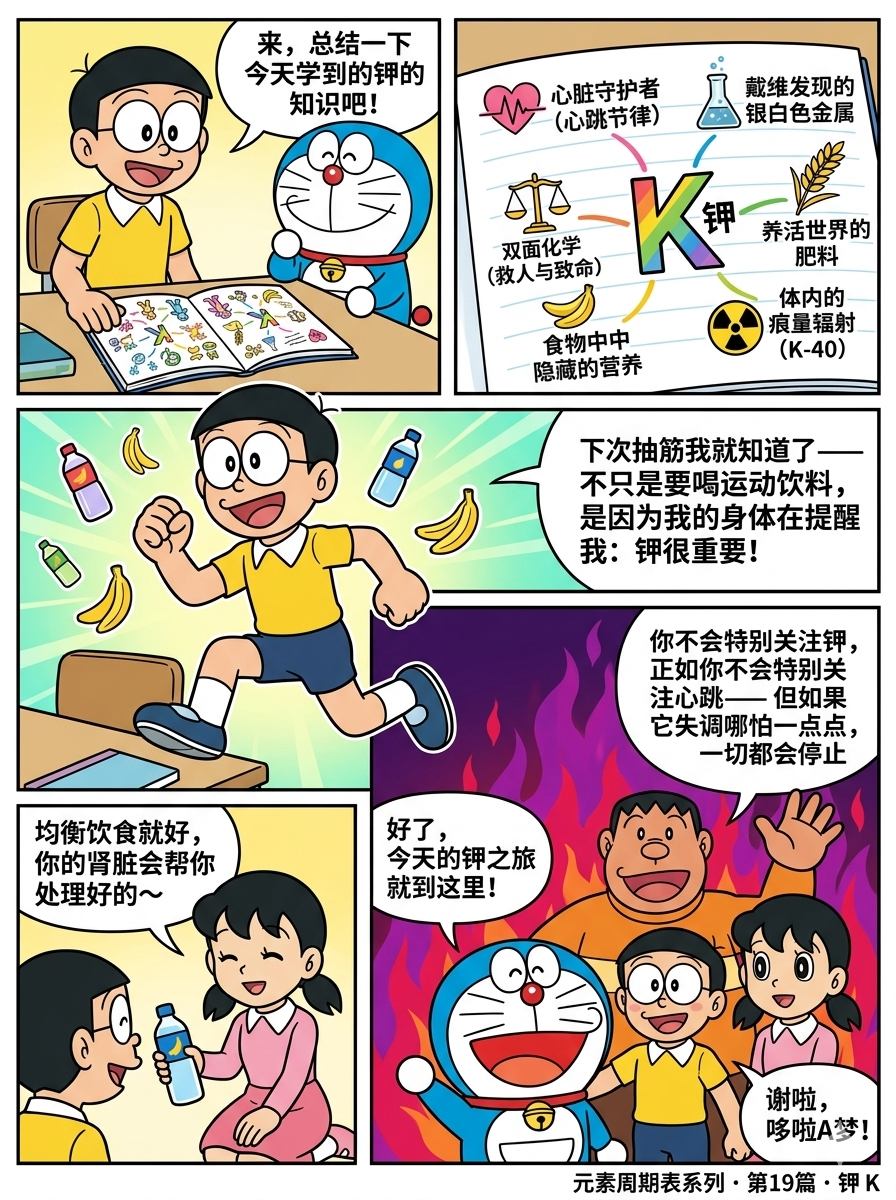 来，总结一下
今天学到的钾的
知识吧！
心脏守护者
（心跳节律）
戴维发现的
银白色金属
K钾
双面化学
（救人与致命）
养活世界的
肥料
食物中中
隐藏的营养
体内的
痕量辐射
（K-40）
下次抽筋我就知道了——
不只是要喝运动饮料，
是因为我的身体在提醒
我：钾很重要！
你不会特别关注钾，
正如你不会特别关
注心跳—— 但如果
它失调哪怕一点点，
一切都会停止
均衡饮食就好，
你的肾脏会帮你
处理好的～
好了，
今天的钾之旅
就到这里！
谢啦，
哆啦A梦！
元素周期表系列 · 第19篇 · 钾 K